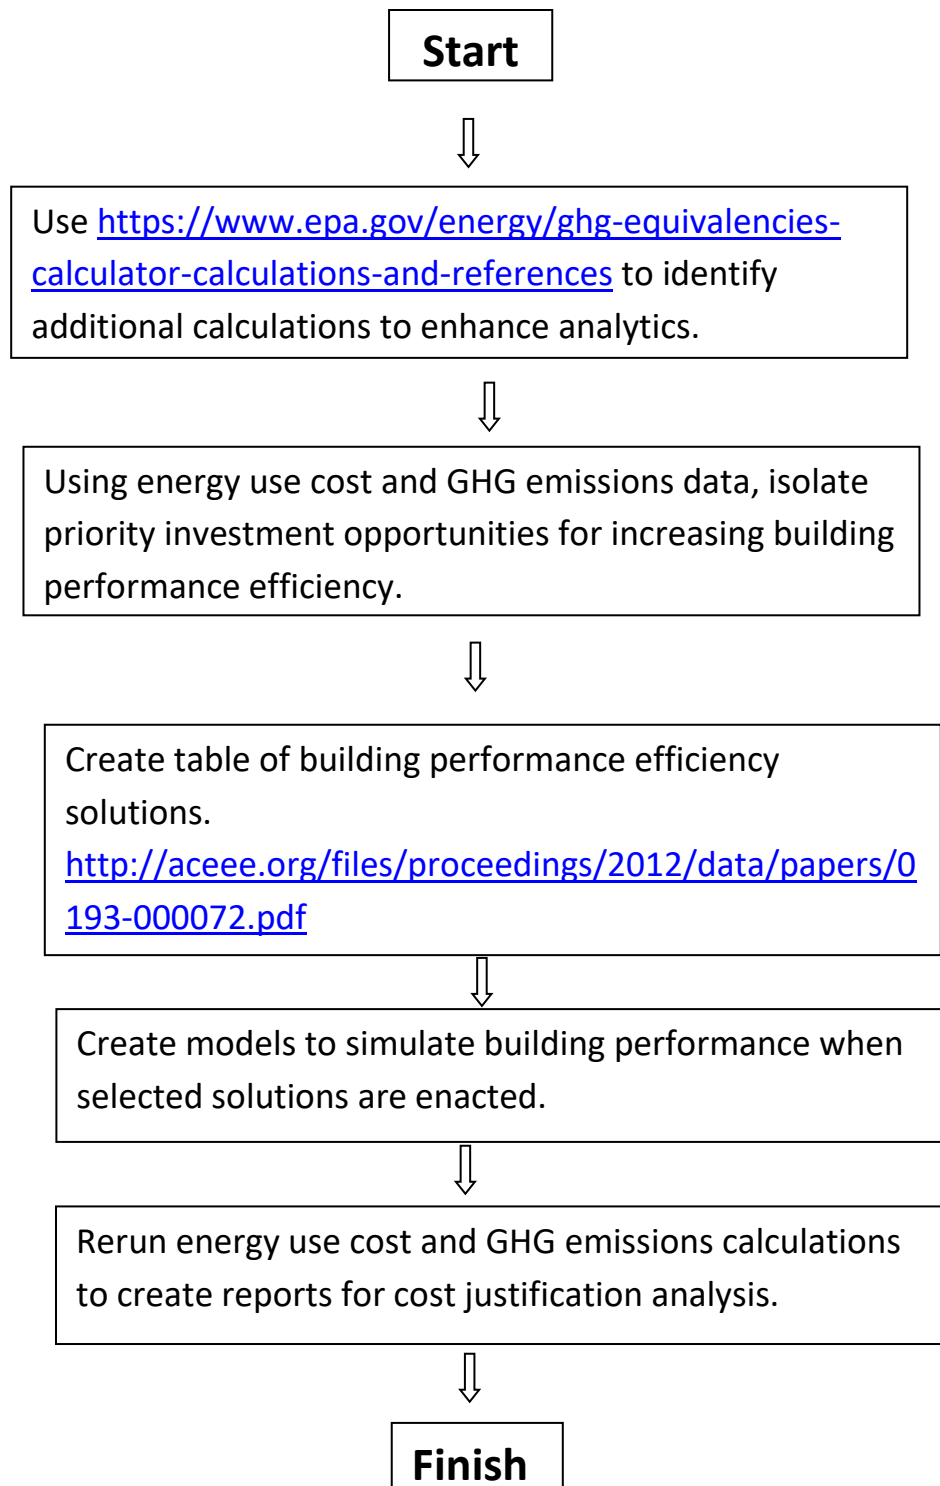 Start
Use https://www.epa.gov/energy/ghg-equivalencies-
calculator-calculations-and-references to identify
additional calculations to enhance analytics.
Using energy use cost and GHG emissions data, isolate
priority investment opportunities for increasing building
performance efficiency.
Create table of building performance efficiency
solutions.
http://aceee.org/files/proceedings/2012/data/papers/0
193-000072.pdf
Create models to simulate building performance when
selected solutions are enacted.
Rerun energy use cost and GHG emissions calculations
to create reports for cost justification analysis.
Finish